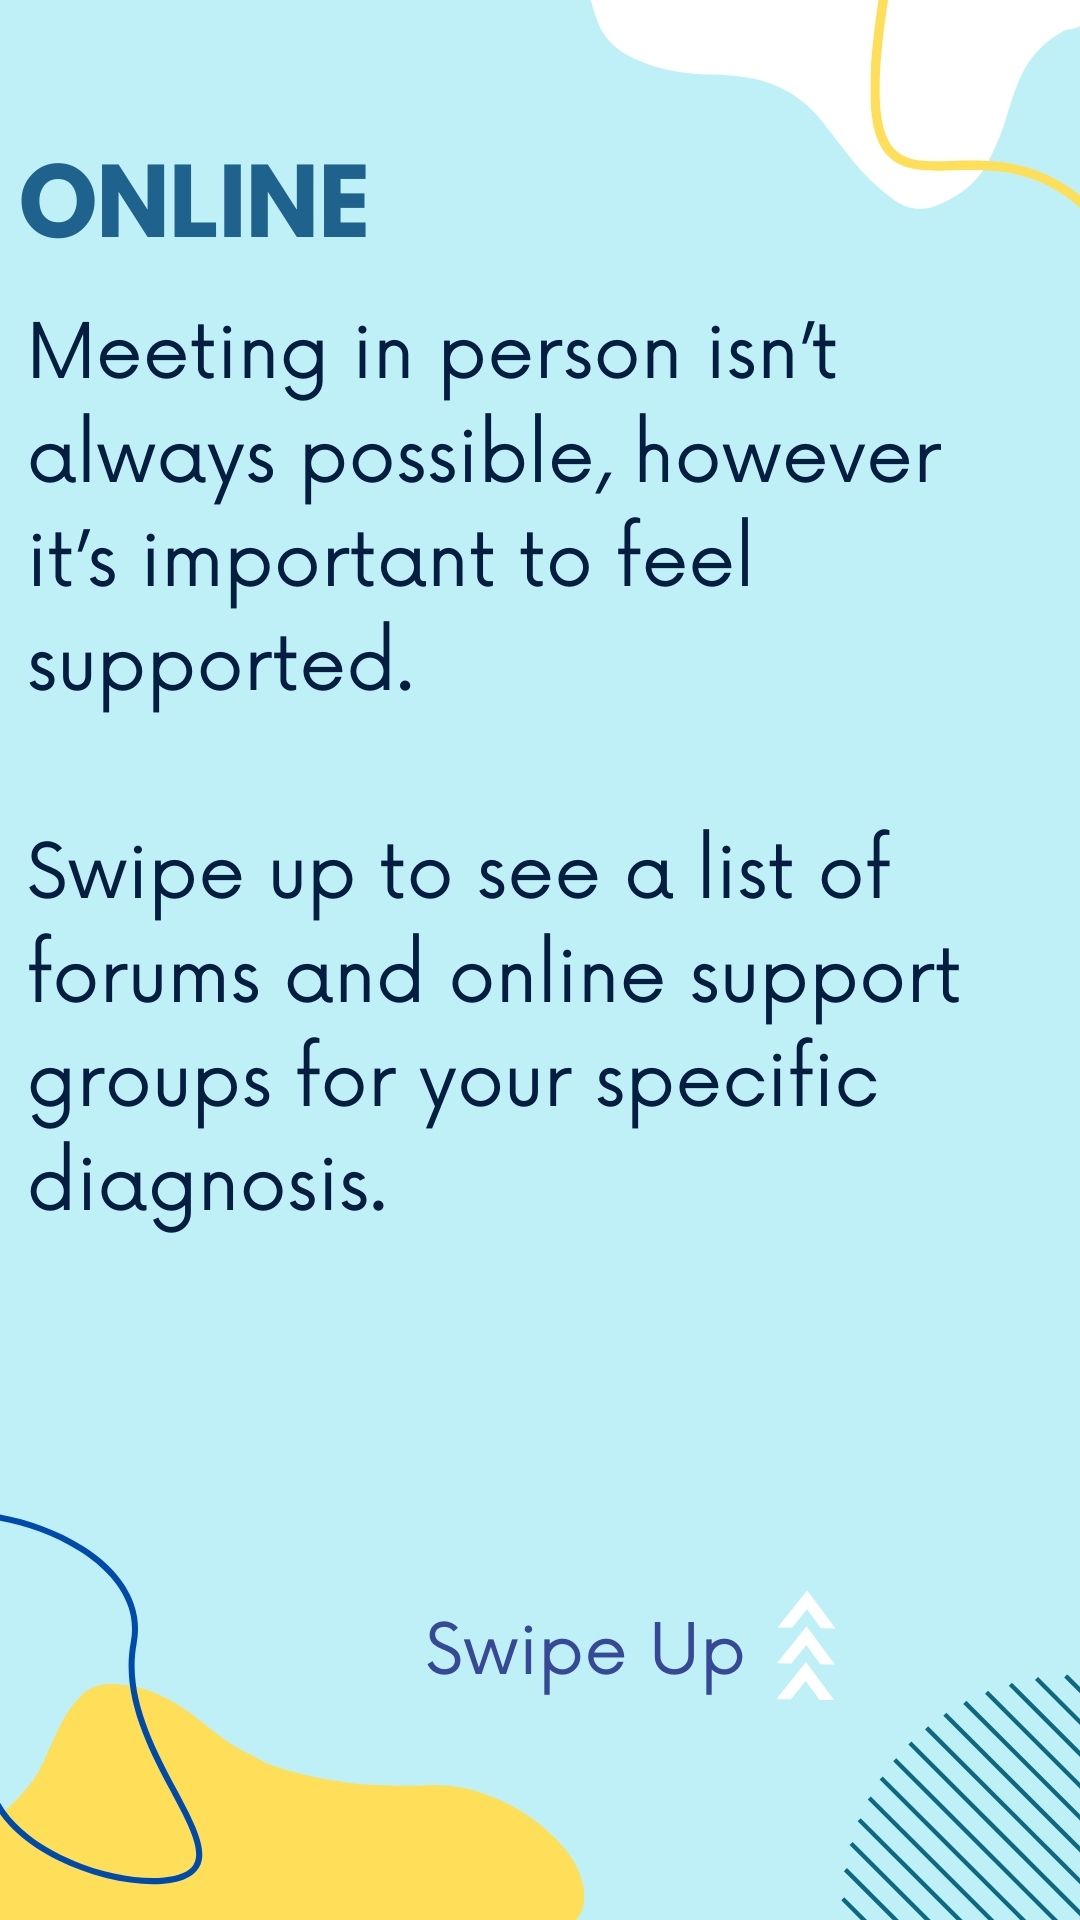 ONLINE
Meeting in person isn’t
always possible, however
it’s important to feel
supported.
Swipe up to see a list of
forums and online support
groups for your specific
diagnosis.
Swipe Up